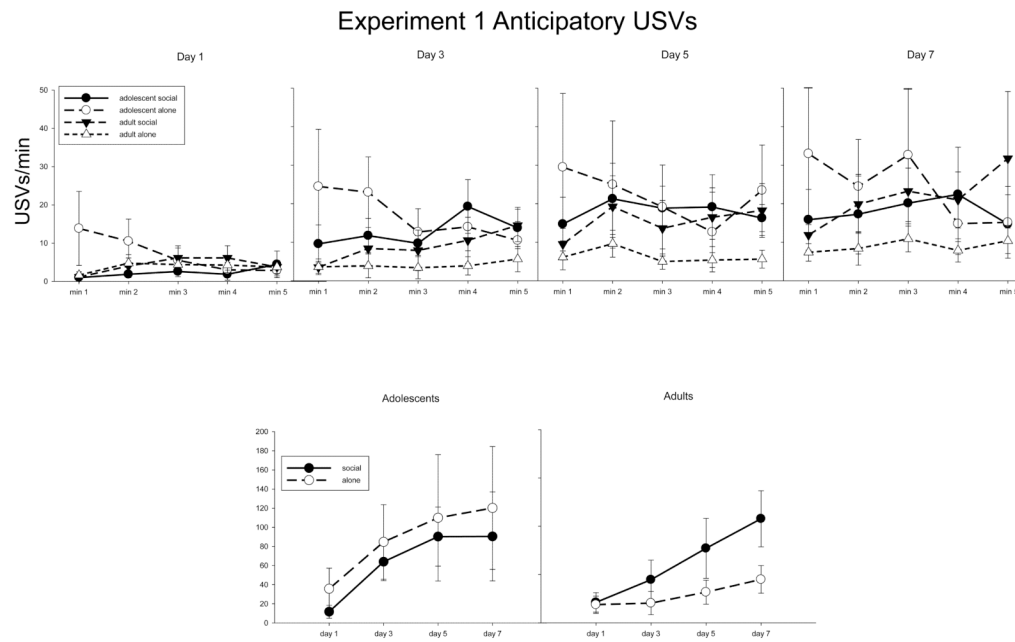 Experiment 1 Anticipatory USVs
Day 1
Day 3
Day 5
Day 7
USVs/min
50
40
30
20
10
0
adolescent social
adolescent alone
adult social
adult alone
min 1 min 2 min 3 min 4 min 5
min 1 min 2 min 3 min 4 min 5
min 1 min 2 min 3 min 4 min 5
min 1 min 2 min 3 min 4 min 5
Adolescents
Adults
200
180
160
140
120
100
80
60
40
20
0
social
alone
day 1 day 3 day 5 day 7
day 1 day 3 day 5 day 7